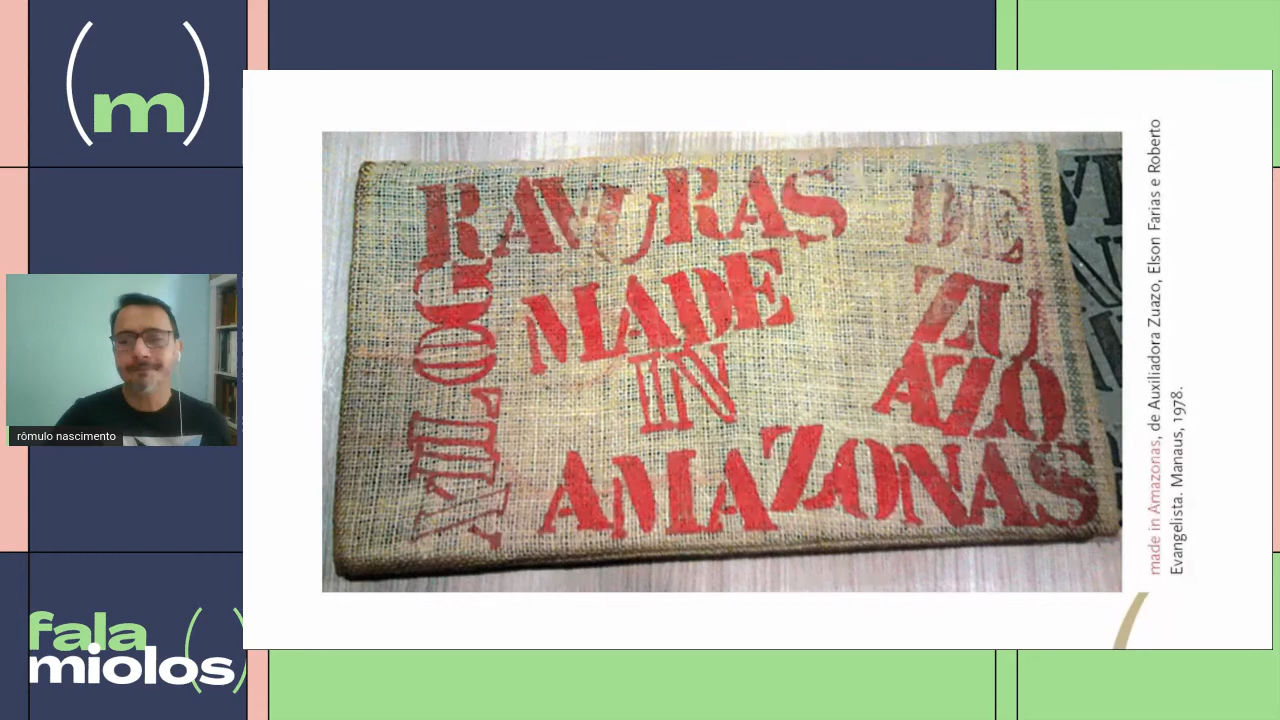 (m)
rômulo nascimento
fala
miolos( )
XILOG
RAVURAS DE
MADE
IN
AMAZONAS
ZU
AZO
made in Amazonas, de Auxiliadora Zuazo, Elson Farias e Roberto
Evangelista. Manaus, 1978.